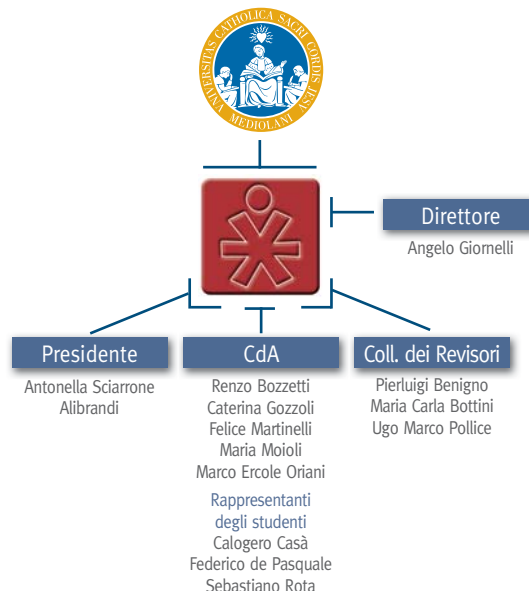 UNIVERSITAS CATHOLICA SACRI CORDIS JESV
MEDIOLANI
Direttore
Angelo Giornelli
Presidente
Antonella Sciarrone
Alibrandi
CdA
Renzo Bozzetti
Caterina Gozzoli
Felice Martinelli
Maria Moioli
Marco Ercole Oriani
Rappresentanti
degli studenti
Calogero Casà
Federico de Pasquale
Sebastiano Rota
Coll. dei Revisori
Pierluigi Benigno
Maria Carla Bottini
Ugo Marco Pollice